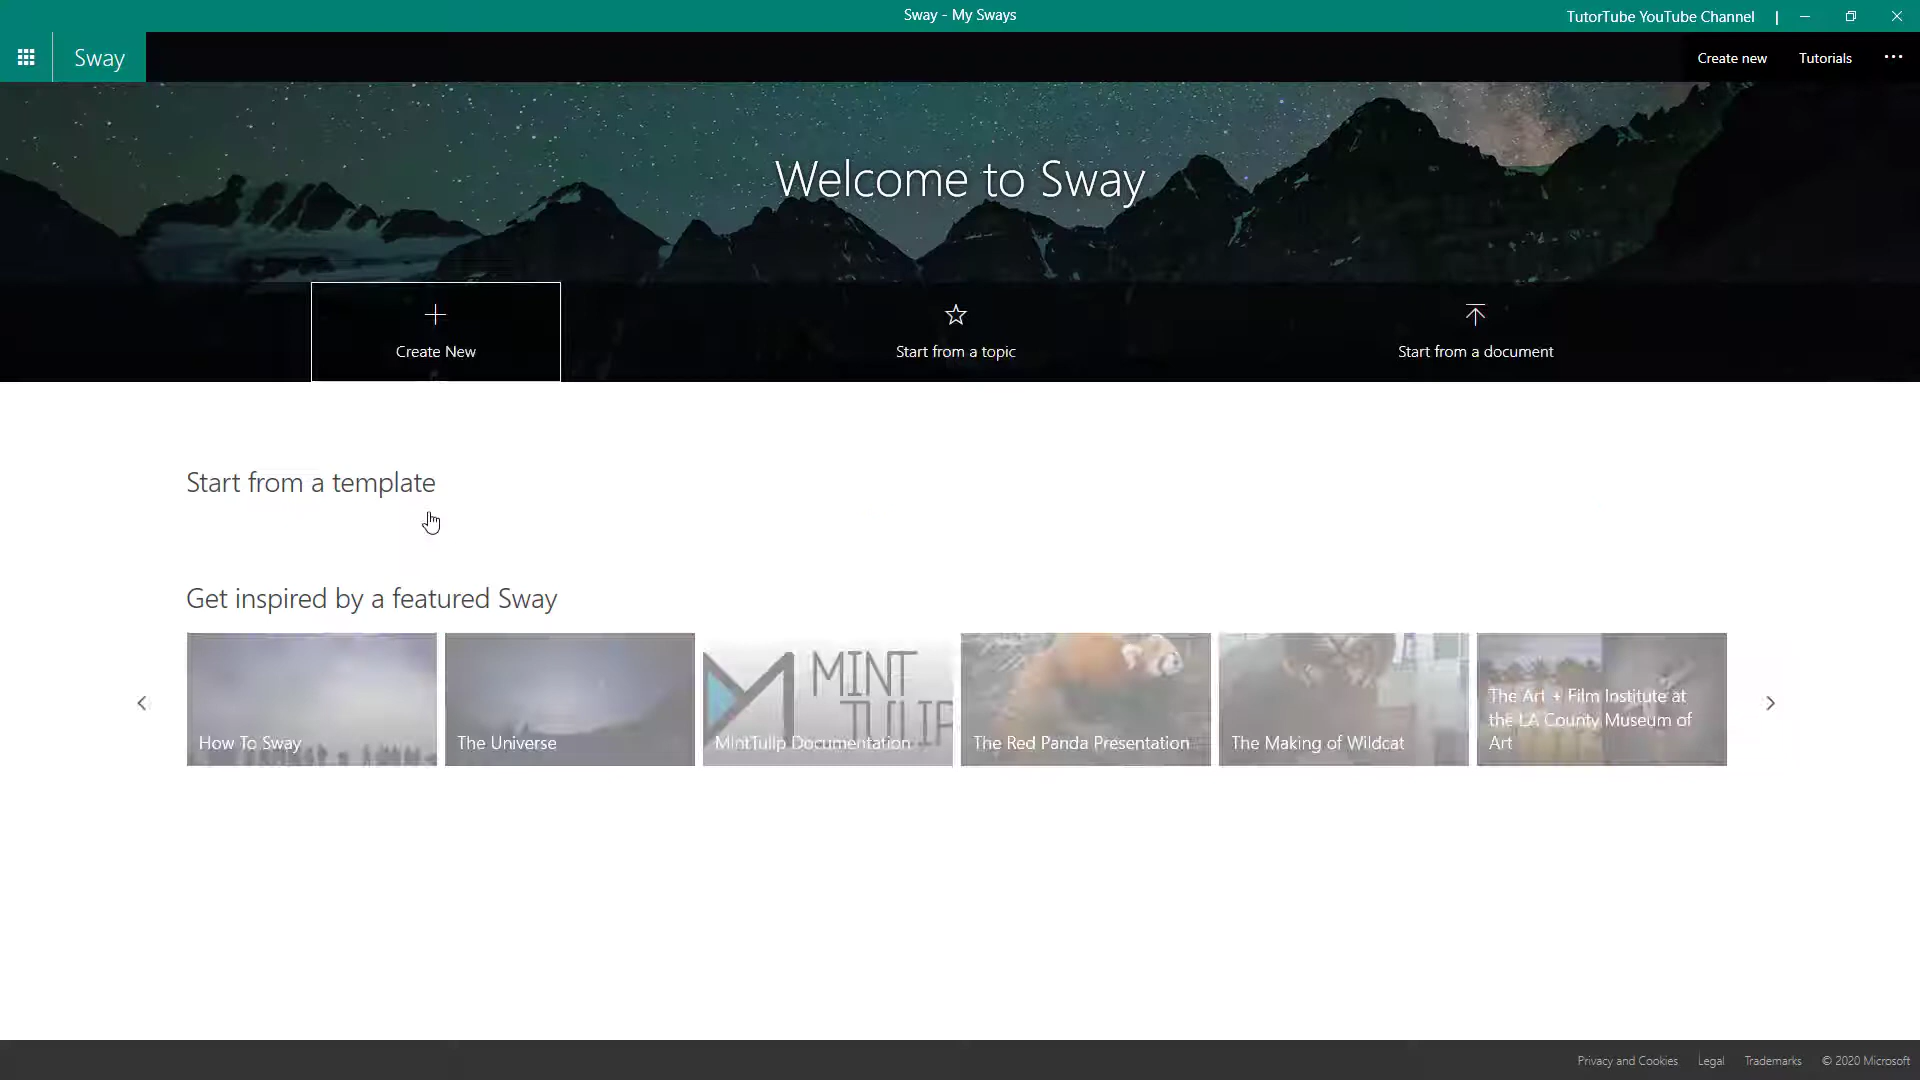 Sway - My Sways
TutorTube YouTube Channel
Sway
Create new
Tutorials
Welcome to Sway
Create New
Start from a topic
Start from a document
Start from a template
Get inspired by a featured Sway
MINT
TULIP
How To Sway
The Universe
MintTulip Documentation
The Red Panda Presentation
The Making of Wildcat
The Art + Film Institute at
the LA County Museum of
Art
Privacy and Cookies
Legal
Trademarks
© 2020 Microsoft